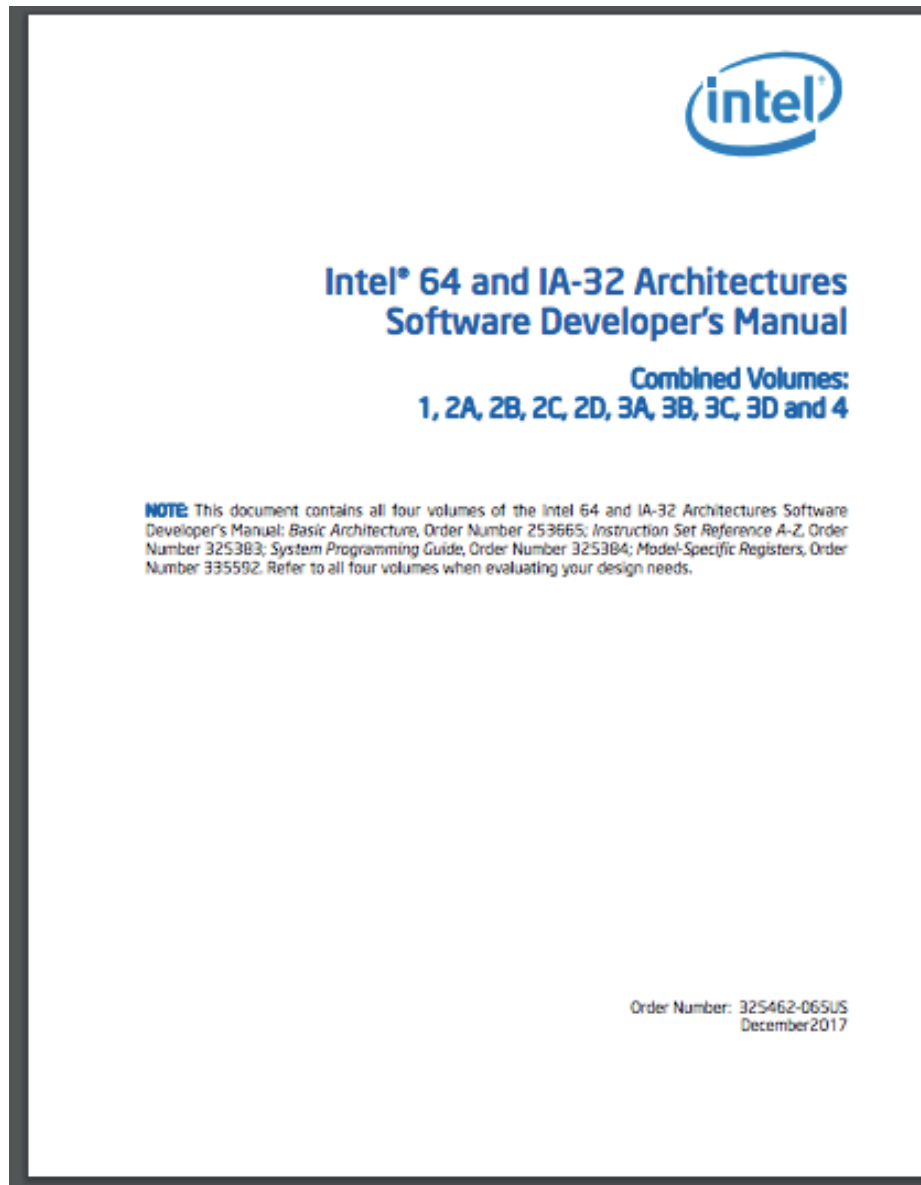 intel®
Intel® 64 and IA-32 Architectures
Software Developer's Manual
Combined Volumes:
1, 2A, 2B, 2C, 2D, 3A, 3B, 3C, 3D and 4
NOTE: This document contains all four volumes of the Intel 64 and IA-32 Architectures Software
Developer's Manual: Basic Architecture, Order Number 253665; Instruction Set Reference A-Z, Order
Number 325383; System Programming Guide, Order Number 325384; Model-Specific Registers, Order
Number 335592. Refer to all four volumes when evaluating your design needs.
Order Number: 325462-065US
December2017